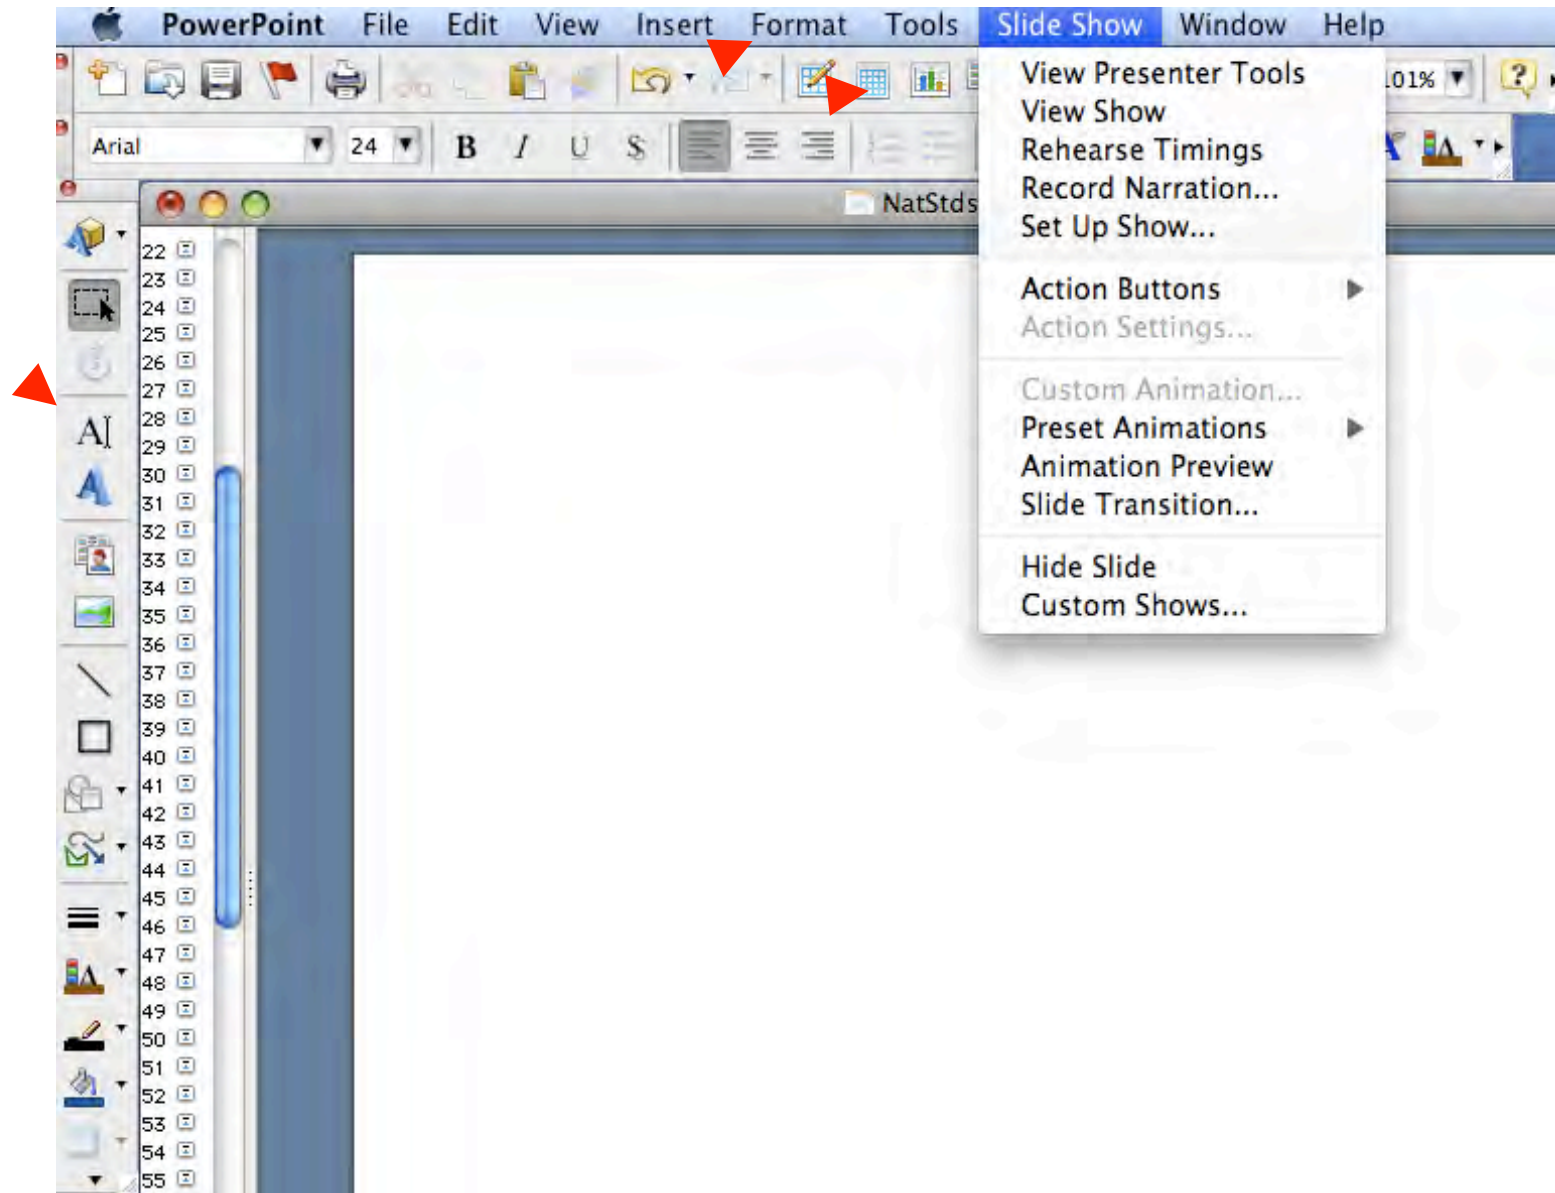 PowerPoint File Edit View Insert Format Tools Slide Show Window Help
101%
Arial 24 B I U S
NatStds
View Presenter Tools
View Show
Rehearse Timings
Record Narration...
Set Up Show...
Action Buttons
Action Settings...
Custom Animation...
Preset Animations
Animation Preview
Slide Transition...
Hide Slide
Custom Shows...
22
23
24
25
26
27
28
29
30
31
32
33
34
35
36
37
38
39
40
41
42
43
44
45
46
47
48
49
50
51
52
53
54
55